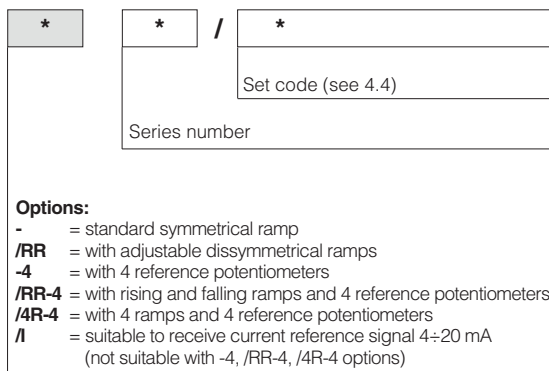 * * / *
Set code (see 4.4)
Series number
Options:
- = standard symmetrical ramp
/RR = with adjustable dissymmetrical ramps
-4 = with 4 reference potentiometers
/RR-4 = with rising and falling ramps and 4 reference potentiometers
/4R-4 = with 4 ramps and 4 reference potentiometers
/I = suitable to receive current reference signal 4÷20 mA
(not suitable with -4, /RR-4, /4R-4 options)